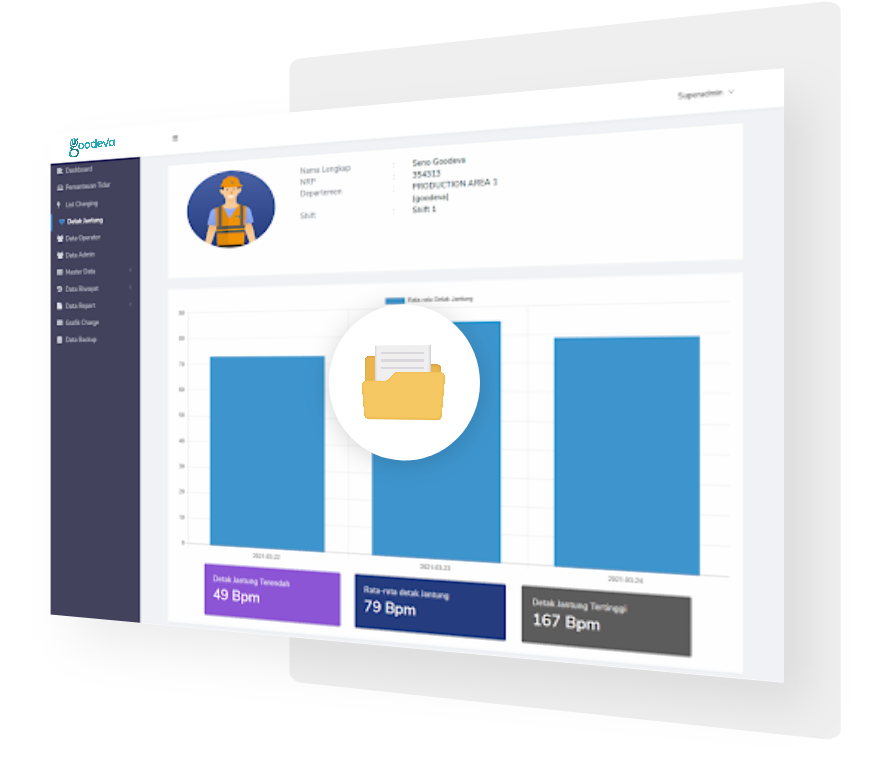 goodeva
Superadmin
Dashboard
Pemantauan Tidur
List Charging
Detak Jantung
Data Operator
Data Admin
Master Data
Data Riwayat
Data Report
Grafik Charge
Data Backup
Nama Lengkap : Seno Goodeva
NRP : 354313
Departemen : PRODUCTION AREA 1
(goodeva)
Shift : Shift 1
Rata-rata Detak Jantung
90
80
70
60
50
40
30
20
10
0
2021-03-22
2021-03-23
2021-03-24
Detak Jantung Terendah
49 Bpm
Rata-rata detak Jantung
79 Bpm
Detak Jantung Tertinggi
167 Bpm